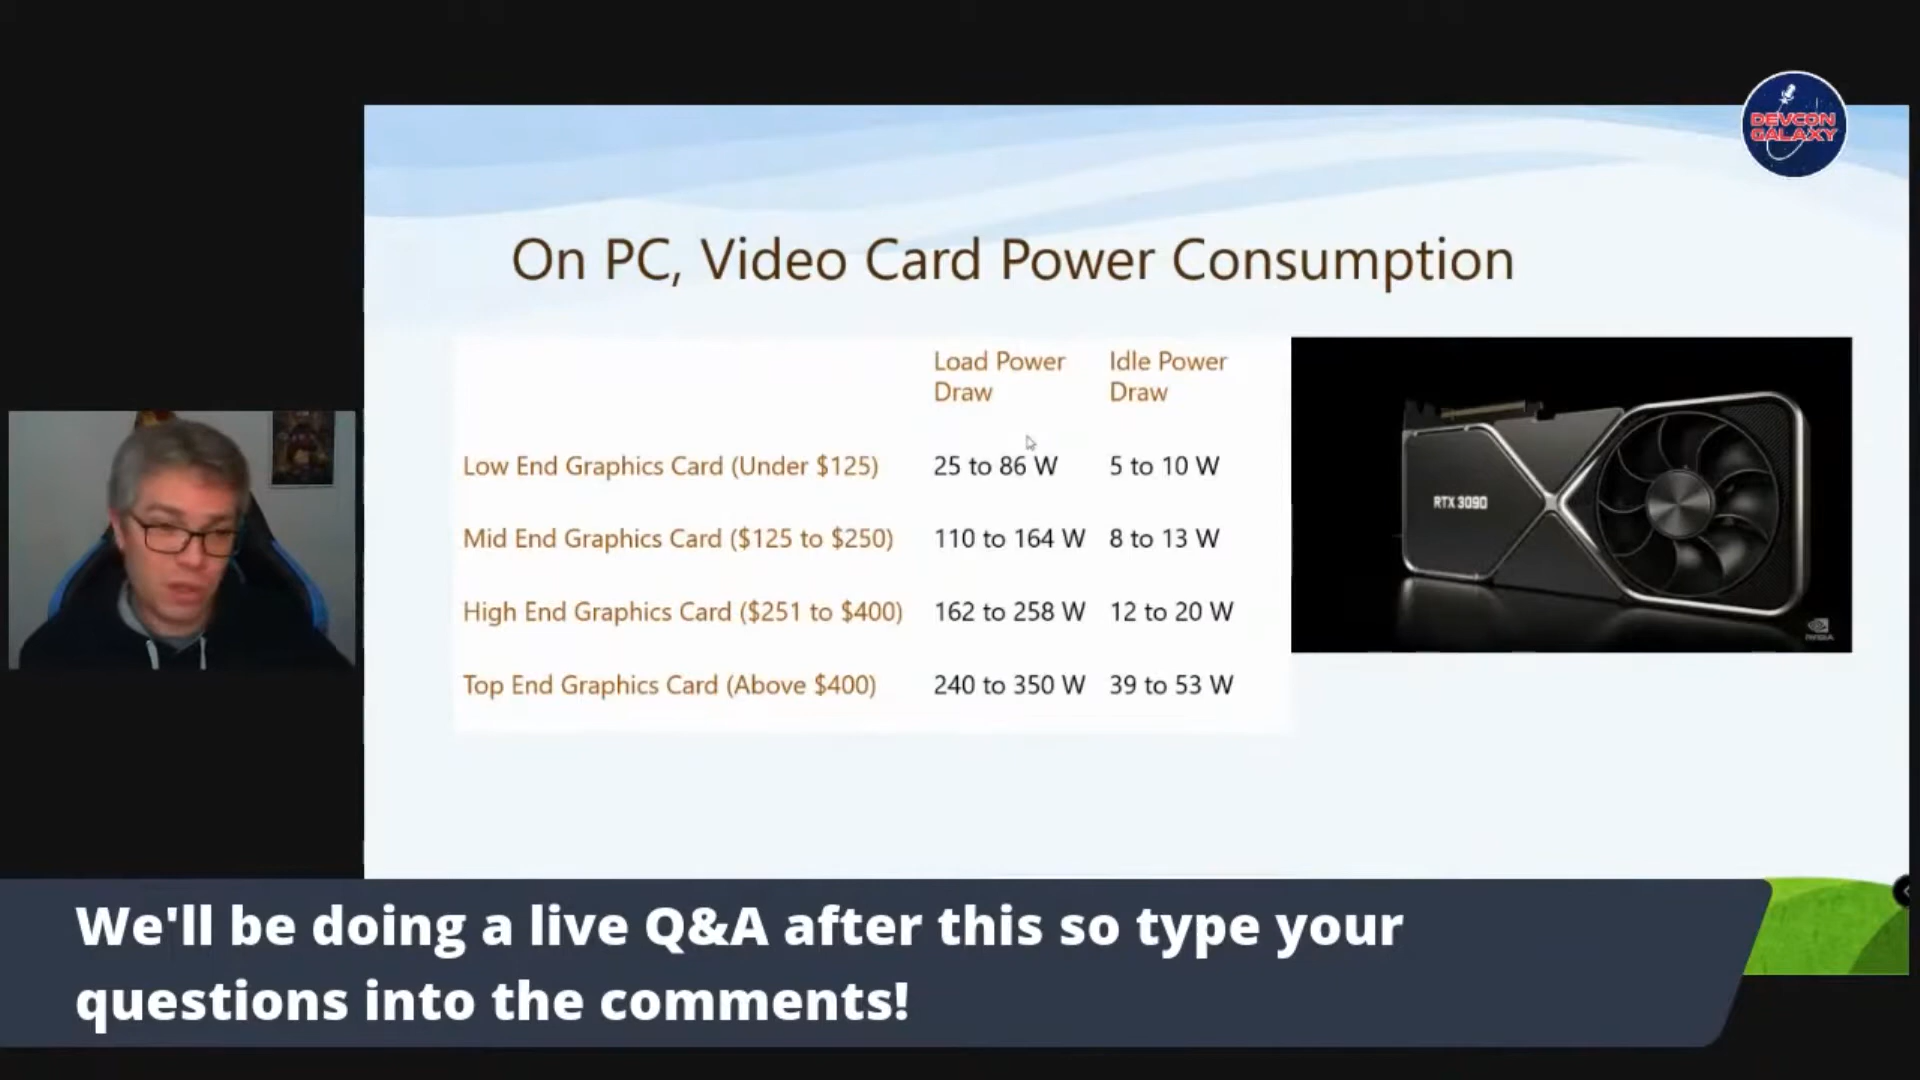 DEVCON
GALAXY
On PC, Video Card Power Consumption
Load Power Draw
Idle Power Draw
Low End Graphics Card (Under $125) 25 to 86 W 5 to 10 W
Mid End Graphics Card ($125 to $250) 110 to 164 W 8 to 13 W
High End Graphics Card ($251 to $400) 162 to 258 W 12 to 20 W
Top End Graphics Card (Above $400) 240 to 350 W 39 to 53 W
RTX 3090
NVIDIA
We'll be doing a live Q&A after this so type your
questions into the comments!